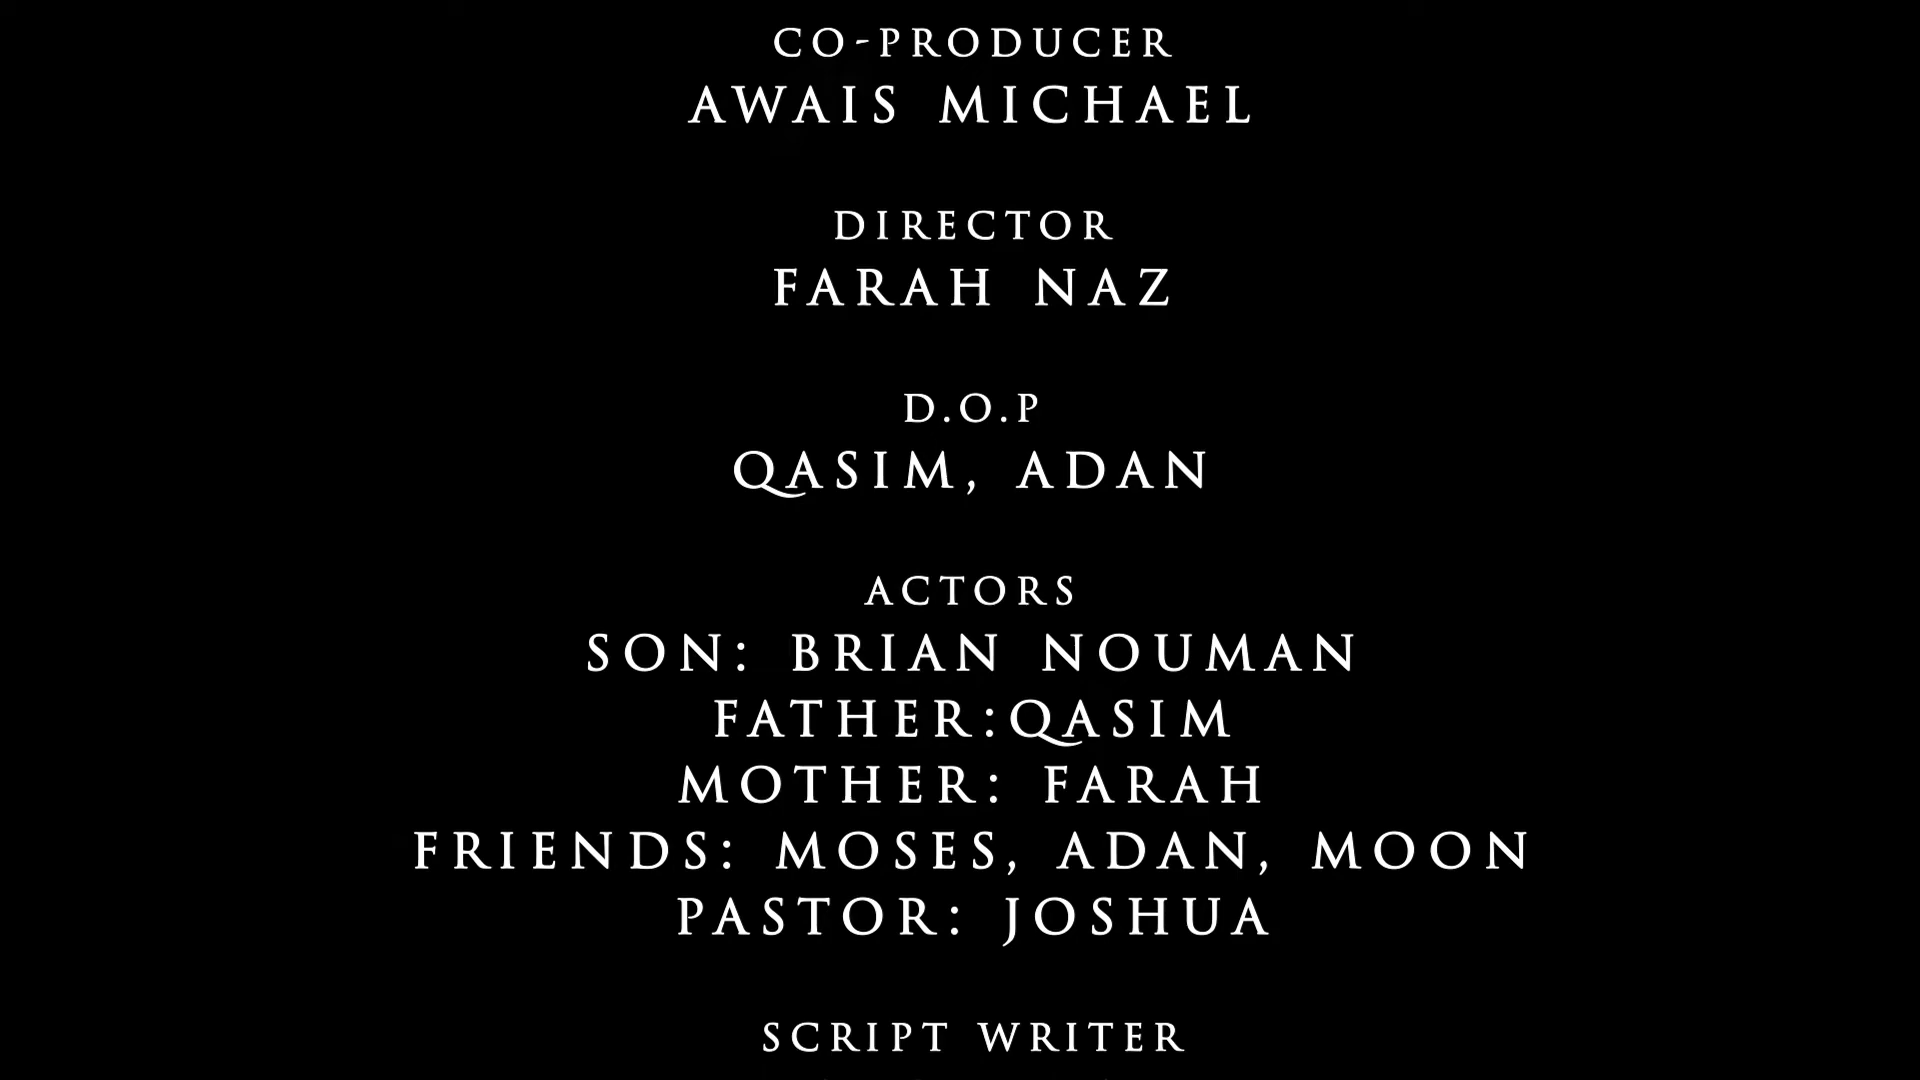 CO-PRODUCER
AWAIS MICHAEL
DIRECTOR
FARAH NAZ
D.O.P
QASIM, ADAN
ACTORS
SON: BRIAN NOUMAN
FATHER:QASIM
MOTHER: FARAH
FRIENDS: MOSES, ADAN, MOON
PASTOR: JOSHUA
SCRIPT WRITER